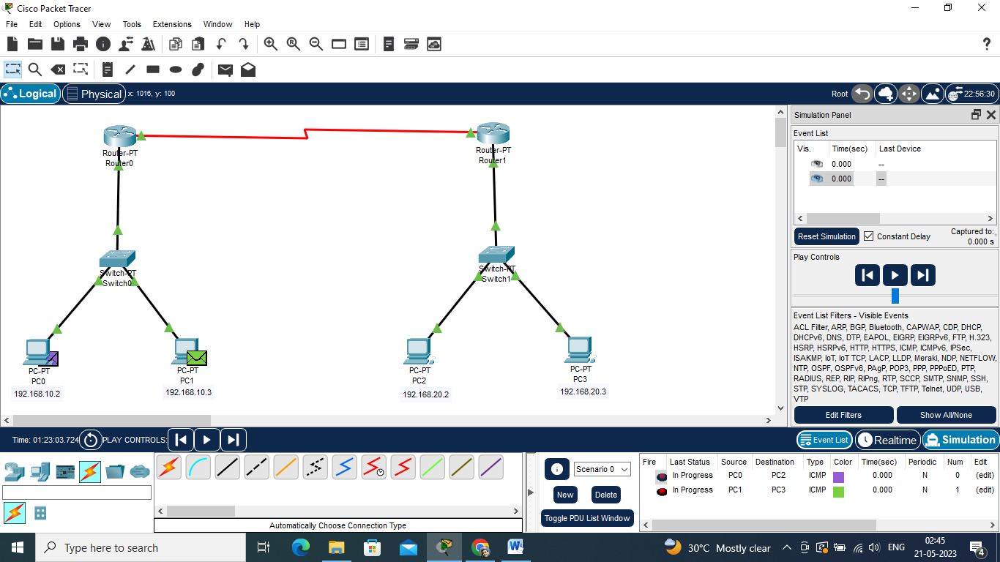 Cisco Packet Tracer
File Edit Options View Tools Extensions Window Help
?
Logical Physical x: 1016, y: 100 Root 22:56:30
Simulation Panel
Event List
Vis. Time(sec) Last Device
0.000 --
0.000 --
Reset Simulation Constant Delay Captured to:
0.000 s
Play Controls
Event List Filters - Visible Events
ACL Filter, ARP, BGP, Bluetooth, CAPWAP, CDP, DHCP,
DHCPv6, DNS, DTP, EAPOL, EIGRP, EIGRPv6, FTP, H.323,
HSRP, HSRPv6, HTTP, HTTPS, ICMP, ICMPv6, IPSec,
ISAKMP, IoT, IoT TCP, LACP, LLDP, Meraki, NDP, NETFLOW,
NTP, OSPF, OSPFv6, PAgP, POP3, PPP, PPPoED, PTP,
RADIUS, REP, RIP, RIPng, RTP, SCCP, SMTP, SNMP, SSH,
STP, SYSLOG, TACACS, TCP, TFTP, Telnet, UDP, USB,
VTP
Edit Filters Show All/None
Router-PT
Router0
Router-PT
Router1
Switch-PT
Switch0
Switch-PT
Switch1
PC-PT
PC0
192.168.10.2
PC-PT
PC1
192.168.10.3
PC-PT
PC2
192.168.20.2
PC-PT
PC3
192.168.20.3
Time: 01:23:03.724 PLAY CONTROLS: Event List Realtime Simulation
Automatically Choose Connection Type
Scenario 0
New Delete
Toggle PDU List Window
Fire Last Status Source Destination Type Color Time(sec) Periodic Num Edit
In Progress PC0 PC2 ICMP 0.000 N 0 (edit)
In Progress PC1 PC3 ICMP 0.000 N 1 (edit)
Type here to search
30°C Mostly clear ENG 02:45
21-05-2023
4